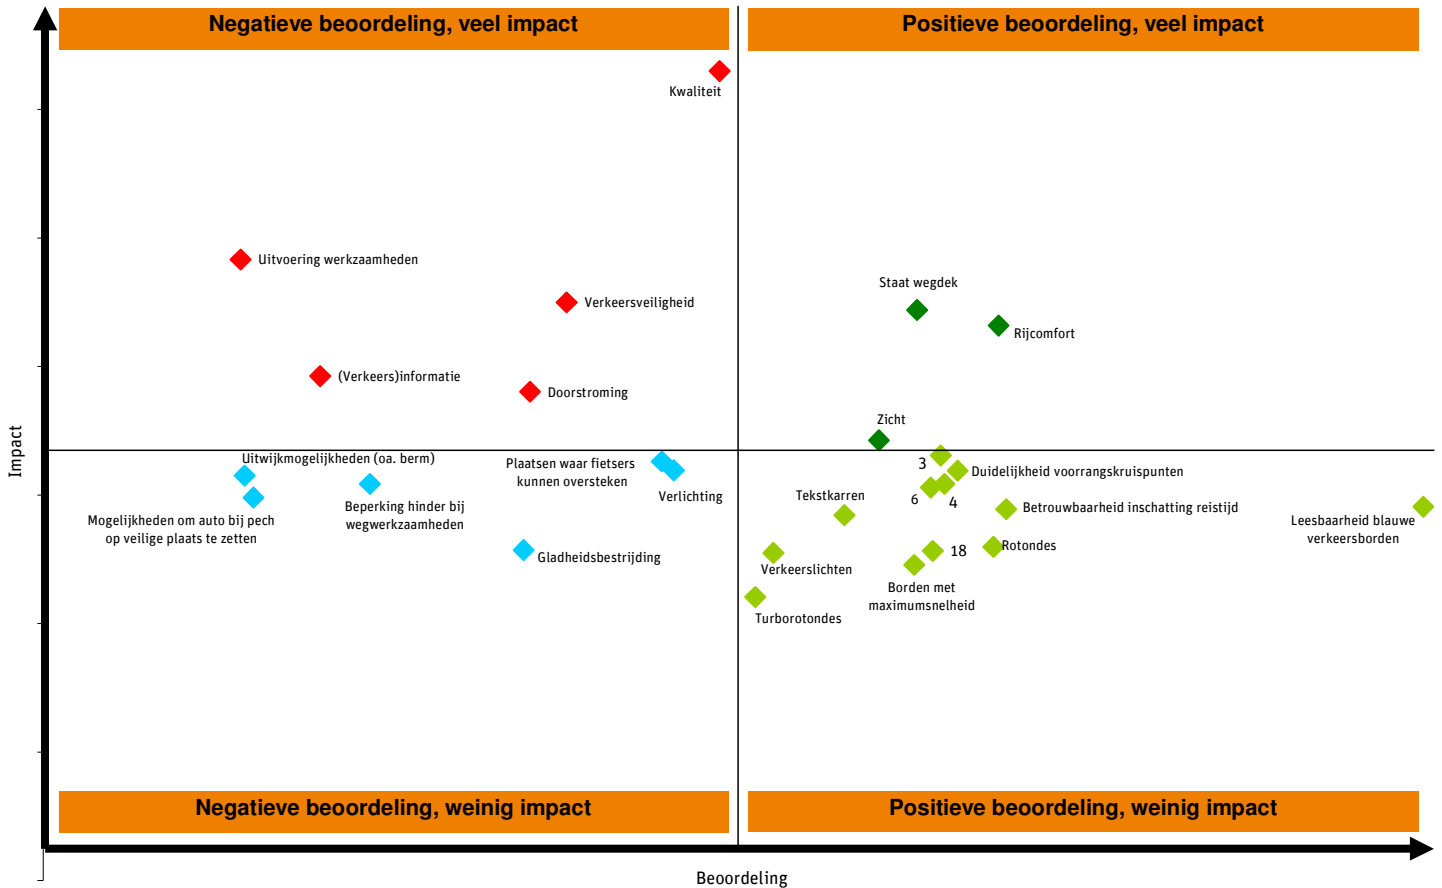 Negatieve beoordeling, veel impact
Positieve beoordeling, veel impact
Kwaliteit
Uitvoering werkzaamheden
Staat wegdek
Verkeersveiligheid
Rijcomfort
(Verkeers)informatie
Doorstroming
Zicht
Impact
Uitwijkmogelijkheden (oa. berm)
Plaatsen waar fietsers
kunnen oversteken
3
Duidelijkheid voorrangskruispunten
Verlichting
Tekstkarren
6
4
Beperking hinder bij
wegwerkzaamheden
Betrouwbaarheid inschatting reistijd
Mogelijkheden om auto bij pech
op veilige plaats te zetten
Leesbaarheid blauwe
verkeersborden
Gladheidsbestrijding
18
Rotondes
Verkeerslichten
Borden met
maximumsnelheid
Turborotondes
Negatieve beoordeling, weinig impact
Positieve beoordeling, weinig impact
Beoordeling